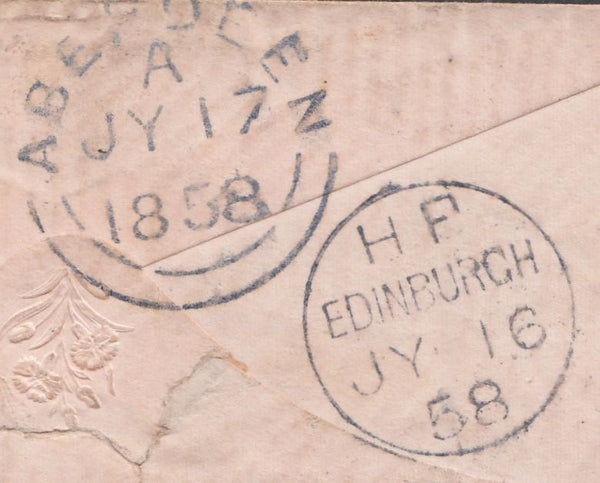 ABERDEEN
A
JY 17
1858
H P
EDINBURGH
JY 16
58